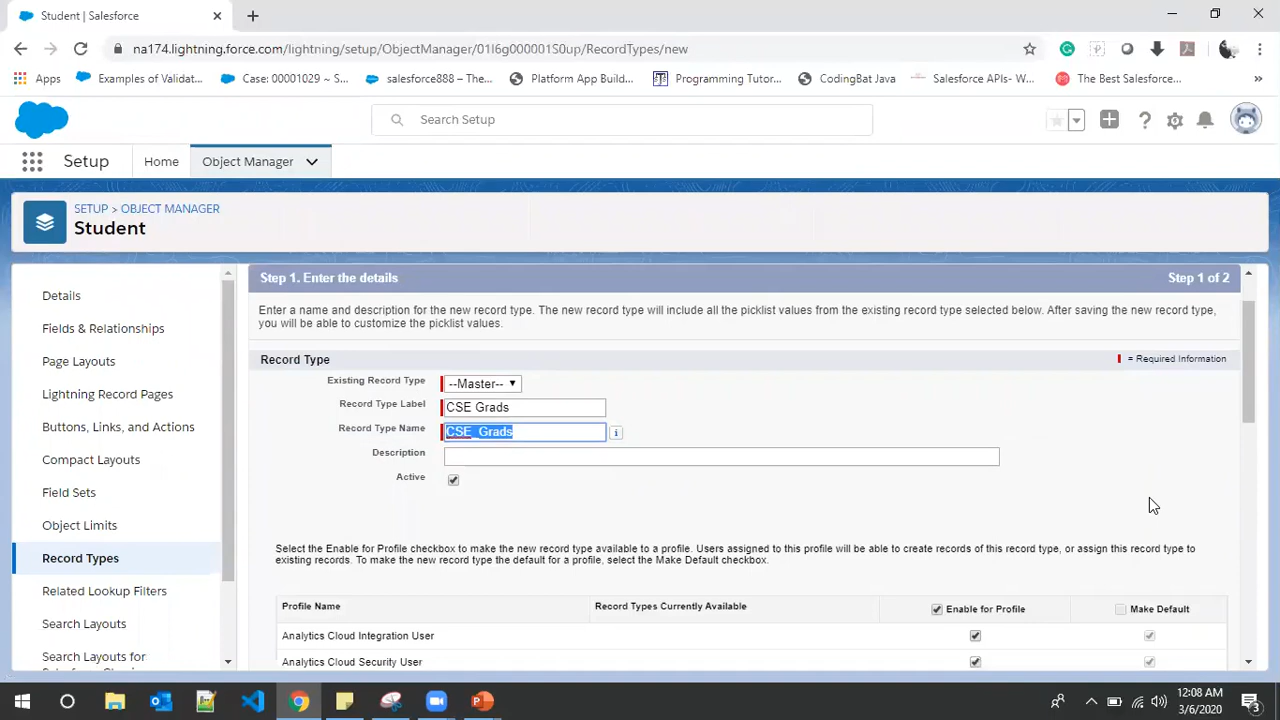 Student | Salesforce
na174.lightning.force.com/lightning/setup/ObjectManager/01I6g000001S0up/RecordTypes/new
Apps Examples of Validat... Case: 00001029 ~ S... salesforce888 – The... Platform App Build... Programming Tutor... CodingBat Java Salesforce APIs- W... The Best Salesforce... »
Search Setup
Setup Home Object Manager
SETUP > OBJECT MANAGER
Student
Details
Fields & Relationships
Page Layouts
Lightning Record Pages
Buttons, Links, and Actions
Compact Layouts
Field Sets
Object Limits
Record Types
Related Lookup Filters
Search Layouts
Search Layouts for
Step 1. Enter the details Step 1 of 2
Enter a name and description for the new record type. The new record type will include all the picklist values from the existing record type selected below. After saving the new record type,
you will be able to customize the picklist values.
Record Type = Required Information
Existing Record Type --Master--
Record Type Label CSE Grads
Record Type Name CSE_Grads i
Description
Active
Select the Enable for Profile checkbox to make the new record type available to a profile. Users assigned to this profile will be able to create records of this record type, or assign this record type to
existing records. To make the new record type the default for a profile, select the Make Default checkbox.
Profile Name Record Types Currently Available Enable for Profile Make Default
Analytics Cloud Integration User
Analytics Cloud Security User
12:08 AM
3/6/2020
3